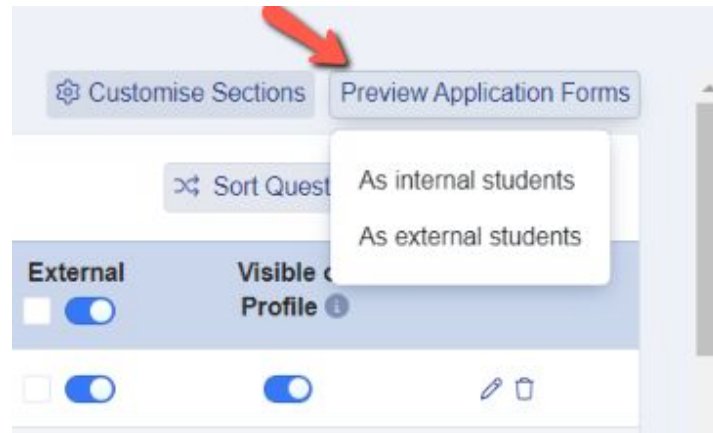 Customise Sections
Preview Application Forms
Sort Quest
As internal students
As external students
External
Visible
Profile